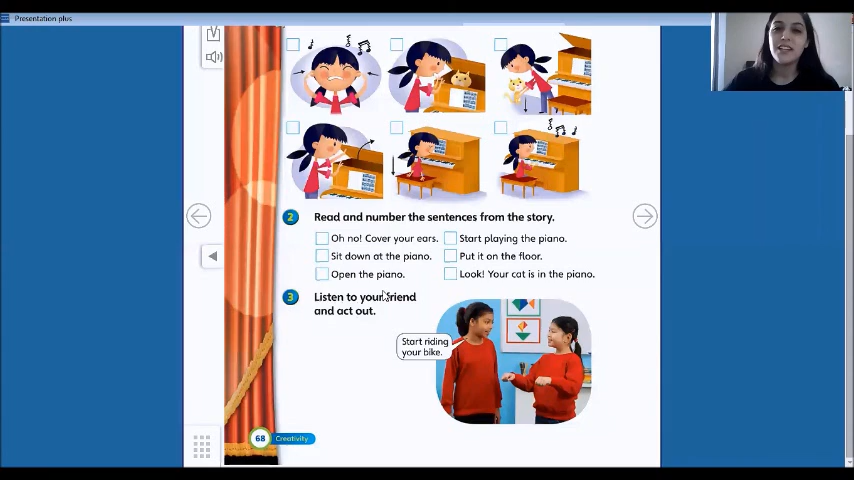 Presentation plus
2 Read and number the sentences from the story.
Oh no! Cover your ears.
Start playing the piano.
Sit down at the piano.
Put it on the floor.
Open the piano.
Look! Your cat is in the piano.
3 Listen to your friend
and act out.
Start riding
your bike.
68 Creativity